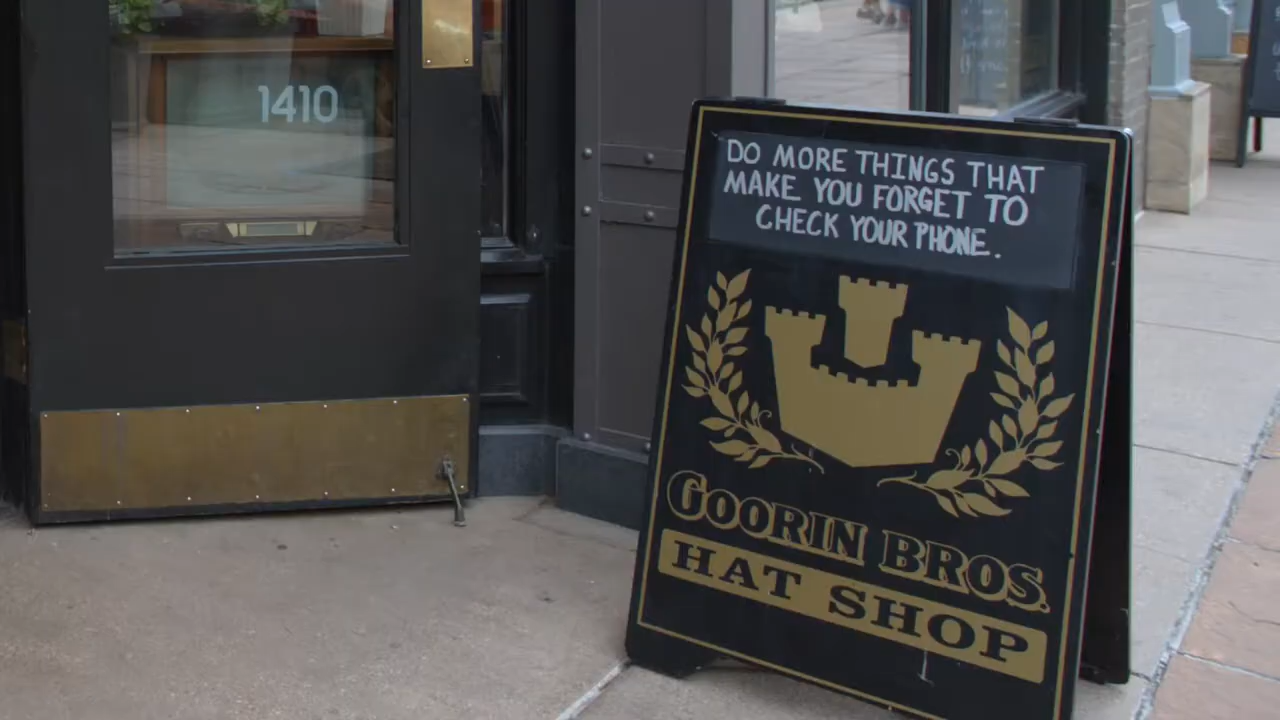 1410
DO MORE THINGS THAT
MAKE YOU FORGET TO
CHECK YOUR PHONE.
GOORIN BROS.
HAT SHOP